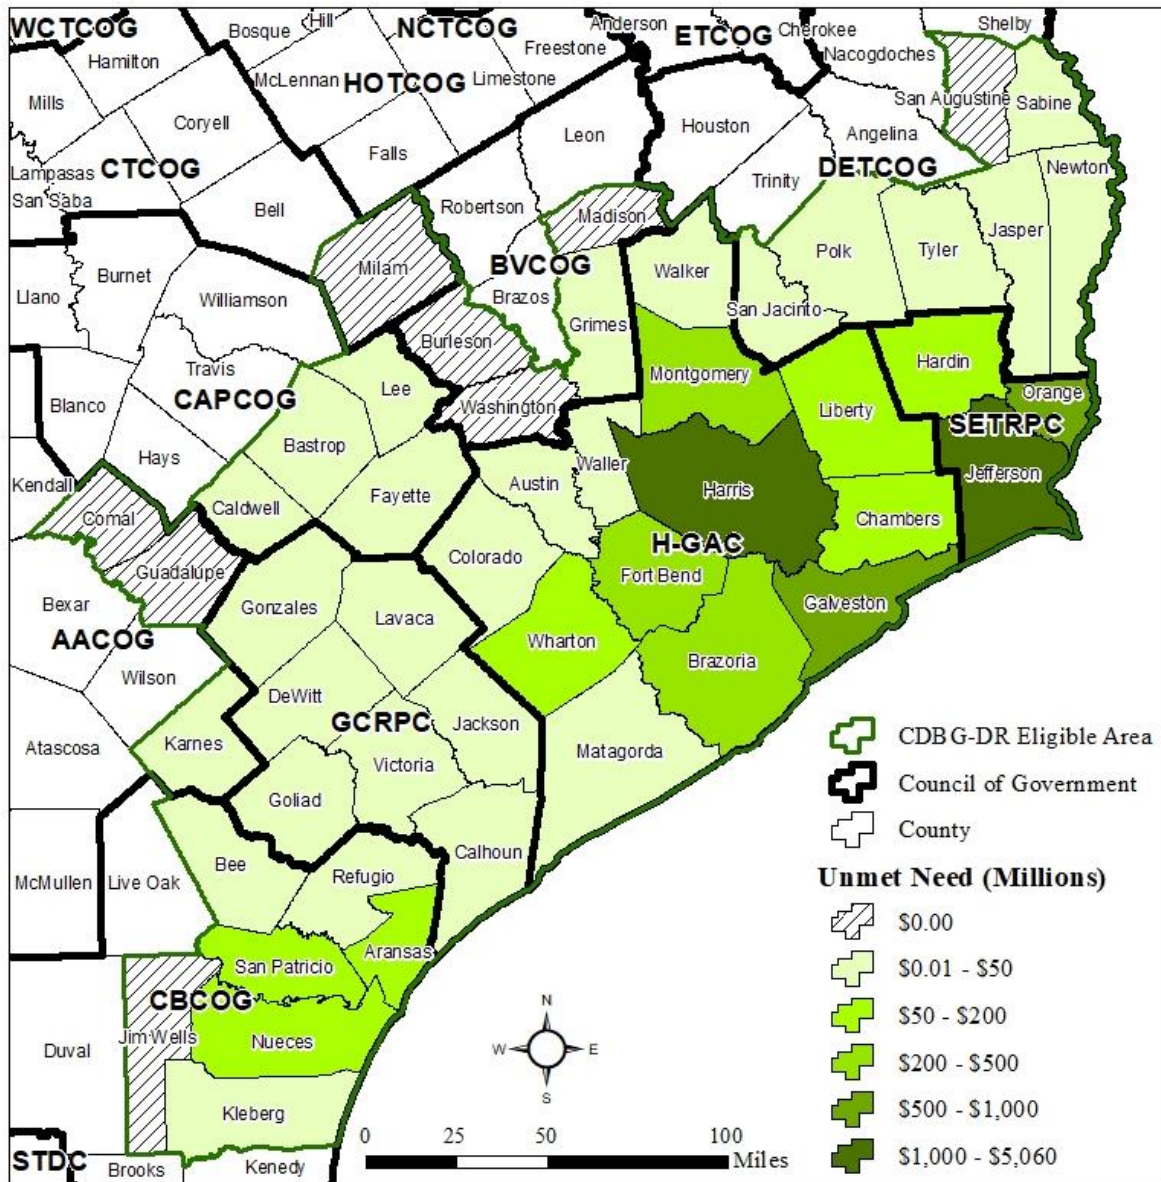 WCTCOG
Bosque
Hill
NCTCOG
Anderson
ETCOG
Cherokee
Shelby
Hamilton
Freestone
Nacogdoches
McLennan
HOTCOG
Limestone
Mills
San Augustine
Sabine
Coryell
Leon
Houston
Angelina
Falls
Lampasas
CTCOG
DETCOG
Newton
San Saba
Trinity
Bell
Robertson
Madison
Jasper
Polk
Tyler
Burnet
Milam
BVCOG
Walker
Llano
Williamson
Brazos
San Jacinto
Grimes
Burleson
Hardin
Travis
Montgomery
Lee
Orange
Blanco
CAPCOG
Washington
Liberty
SETRPC
Bastrop
Hays
Waller
Jefferson
Kendall
Austin
Harris
Fayette
Caldwell
Comal
Chambers
H-GAC
Colorado
Guadalupe
Fort Bend
Bexar
Gonzales
Galveston
Lavaca
AACOG
Wharton
Brazoria
Wilson
DeWitt
GCRPC
Jackson
Karnes
Atascosa
Matagorda
Victoria
Goliad
Calhoun
Bee
Refugio
McMullen
Live Oak
Aransas
San Patricio
CBCOG
Jim Wells
Nueces
Duval
Kleberg
STDC
Brooks
Kenedy
CDBG-DR Eligible Area
Council of Government
County
Unmet Need (Millions)
$0.00
$0.01 - $50
$50 - $200
$200 - $500
$500 - $1,000
$1,000 - $5,060
N
W E
S
0 25 50 100
Miles